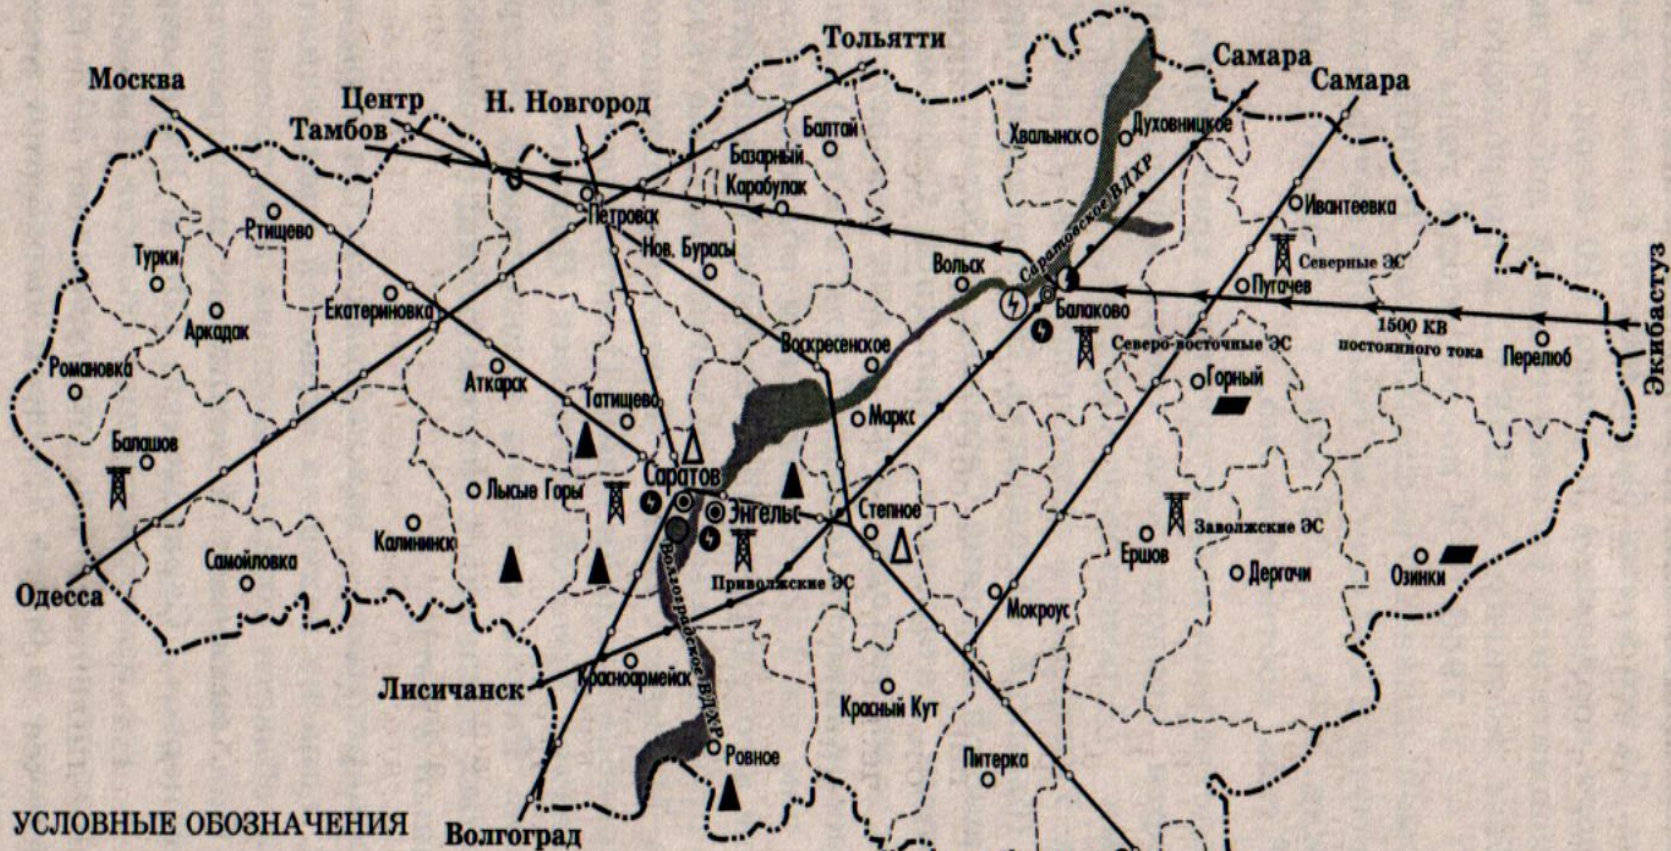 Москва
Центр
Тамбов
Н. Новгород
Тольятти
Самара
Самара
Балтай
Базарный
Карабулак
Хвалынск
Духовницкое
Саратовское ВДХР
Ртищево
Петровск
Ивантеевка
Турки
Нов. Бурасы
Вольск
Северные ЭС
Пугачев
Экибастуз
Аркадак
Екатериновка
Балаково
1500 КВ
постоянного тока
Перелюб
Воскресенское
Северо-восточные ЭС
Романовка
Аткарск
Горный
Татищево
Маркс
Балашов
Саратов
Лысые Горы
Энгельс
Степное
Заволжские ЭС
Калининск
Ершов
Самойловка
Приволжские ЭС
Дергачи
Озинки
Одесса
Волгоградское ВДХР
Мокроус
Лисичанск
Красноармейск
Красный Кут
Ровное
Питерка
УСЛОВНЫЕ ОБОЗНАЧЕНИЯ
Волгоград